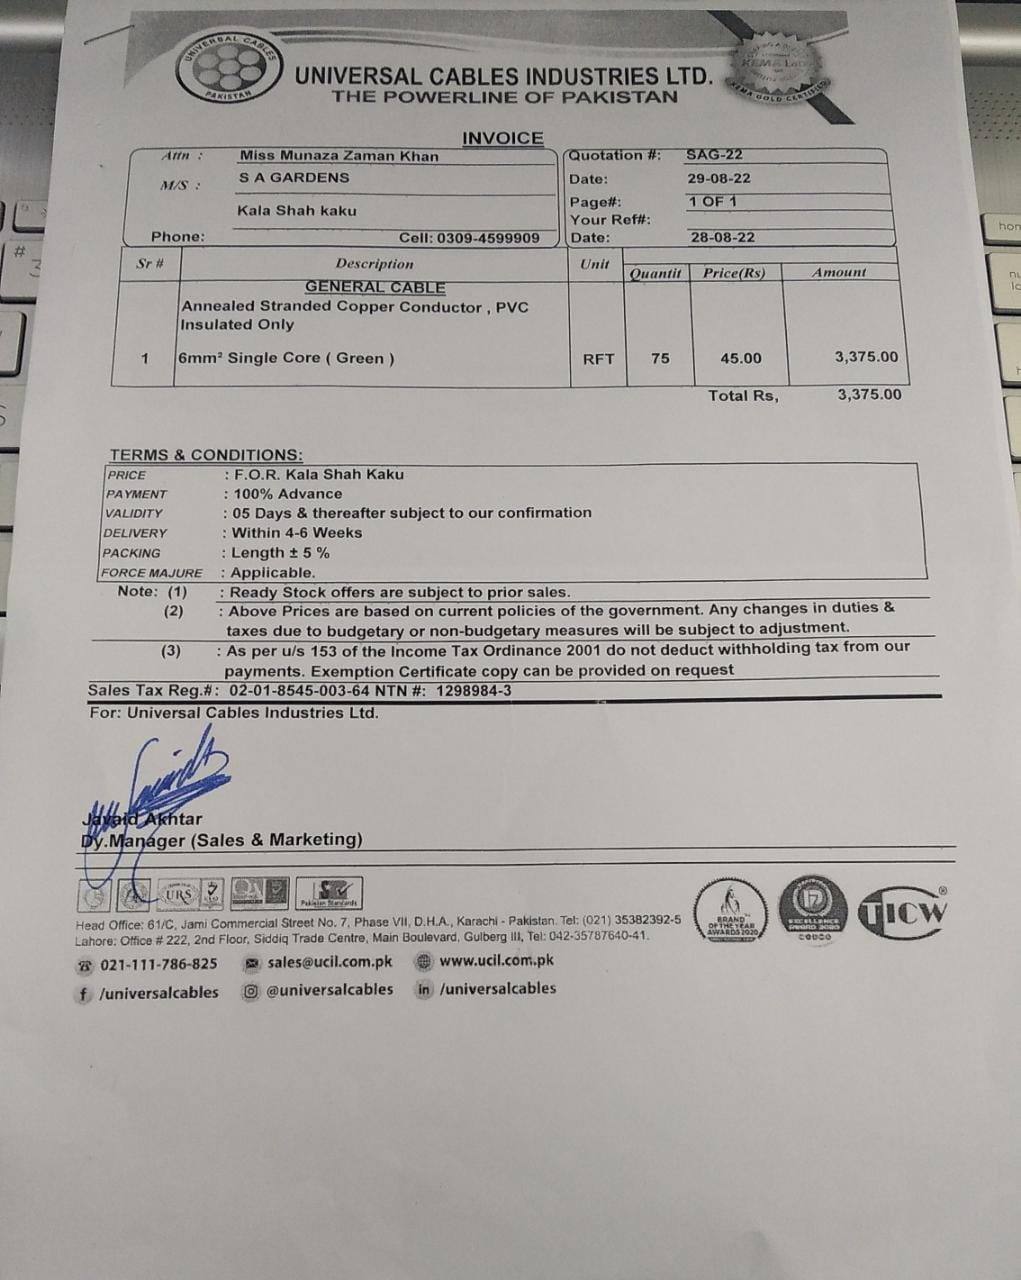 UNIVERSAL CABLES
PAKISTAN
UNIVERSAL CABLES INDUSTRIES LTD.
THE POWERLINE OF PAKISTAN
KEMA Labs
KEMA GOLD CERTIFIED
INVOICE
Attn : Miss Munaza Zaman Khan
M/S : S A GARDENS
Kala Shah kaku
Phone: Cell: 0309-4599909
Quotation #: SAG-22
Date: 29-08-22
Page#: 1 OF 1
Your Ref#:
Date: 28-08-22
Sr # Description Unit Quantit Price(Rs) Amount
GENERAL CABLE
Annealed Stranded Copper Conductor , PVC
Insulated Only
1 6mm² Single Core ( Green ) RFT 75 45.00 3,375.00
Total Rs, 3,375.00
TERMS & CONDITIONS:
PRICE : F.O.R. Kala Shah Kaku
PAYMENT : 100% Advance
VALIDITY : 05 Days & thereafter subject to our confirmation
DELIVERY : Within 4-6 Weeks
PACKING : Length ± 5 %
FORCE MAJURE : Applicable.
Note: (1) : Ready Stock offers are subject to prior sales.
(2) : Above Prices are based on current policies of the government. Any changes in duties &
taxes due to budgetary or non-budgetary measures will be subject to adjustment.
(3) : As per u/s 153 of the Income Tax Ordinance 2001 do not deduct withholding tax from our
payments. Exemption Certificate copy can be provided on request
Sales Tax Reg.#: 02-01-8545-003-64 NTN #: 1298984-3
For: Universal Cables Industries Ltd.
Javaid Akhtar
Dy.Manager (Sales & Marketing)
URS
Pakistan Standards
BRAND
OF THE YEAR
AWARDS 2020
TICW
®
Head Office: 61/C, Jami Commercial Street No. 7, Phase VII, D.H.A., Karachi - Pakistan. Tel: (021) 35382392-5
Lahore: Office # 222, 2nd Floor, Siddiq Trade Centre, Main Boulevard, Gulberg III, Tel: 042-35787640-41.
021-111-786-825 sales@ucil.com.pk www.ucil.com.pk
f /universalcables @universalcables in /universalcables